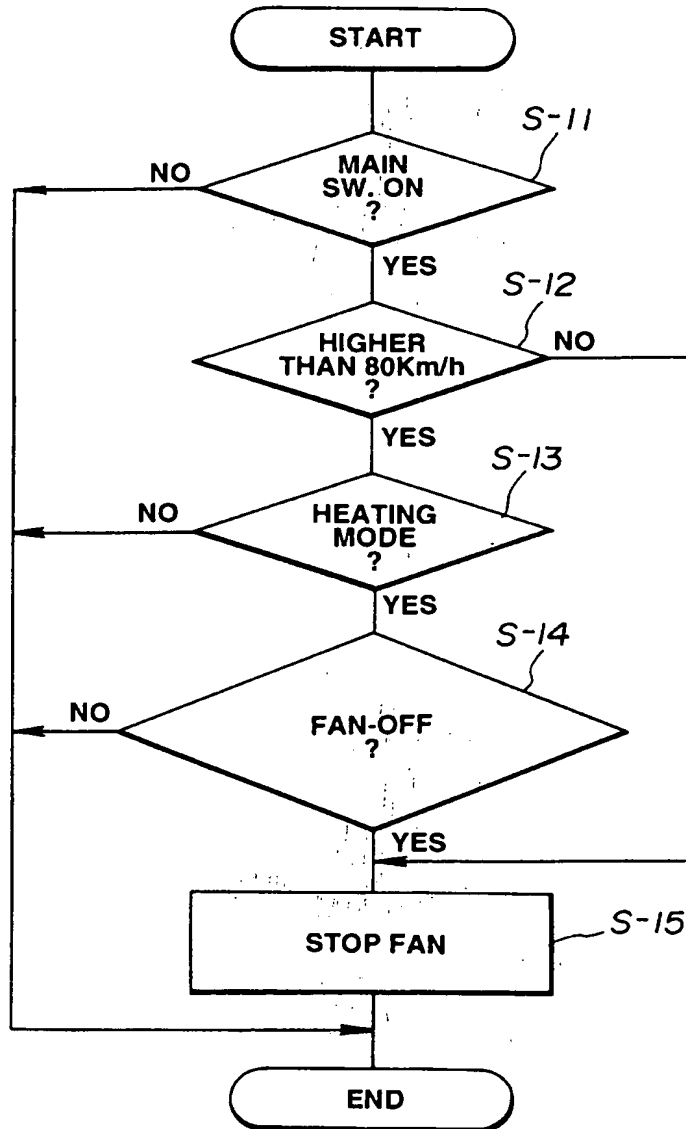 START
S-11
NO
MAIN
SW. ON
?
YES
S-12
HIGHER
THAN 80Km/h
?
NO
YES
S-13
NO
HEATING
MODE
?
YES
S-14
NO
FAN-OFF
?
YES
STOP FAN
S-15
END